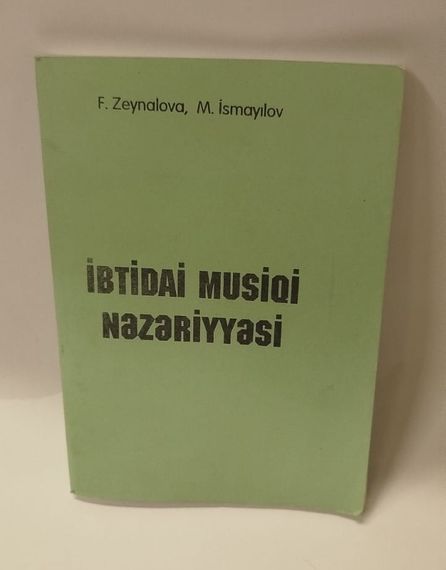 F. Zeynalova, M. İsmayılov
İBTİDAİ MUSİQİ
NƏZƏRİYYƏSİ